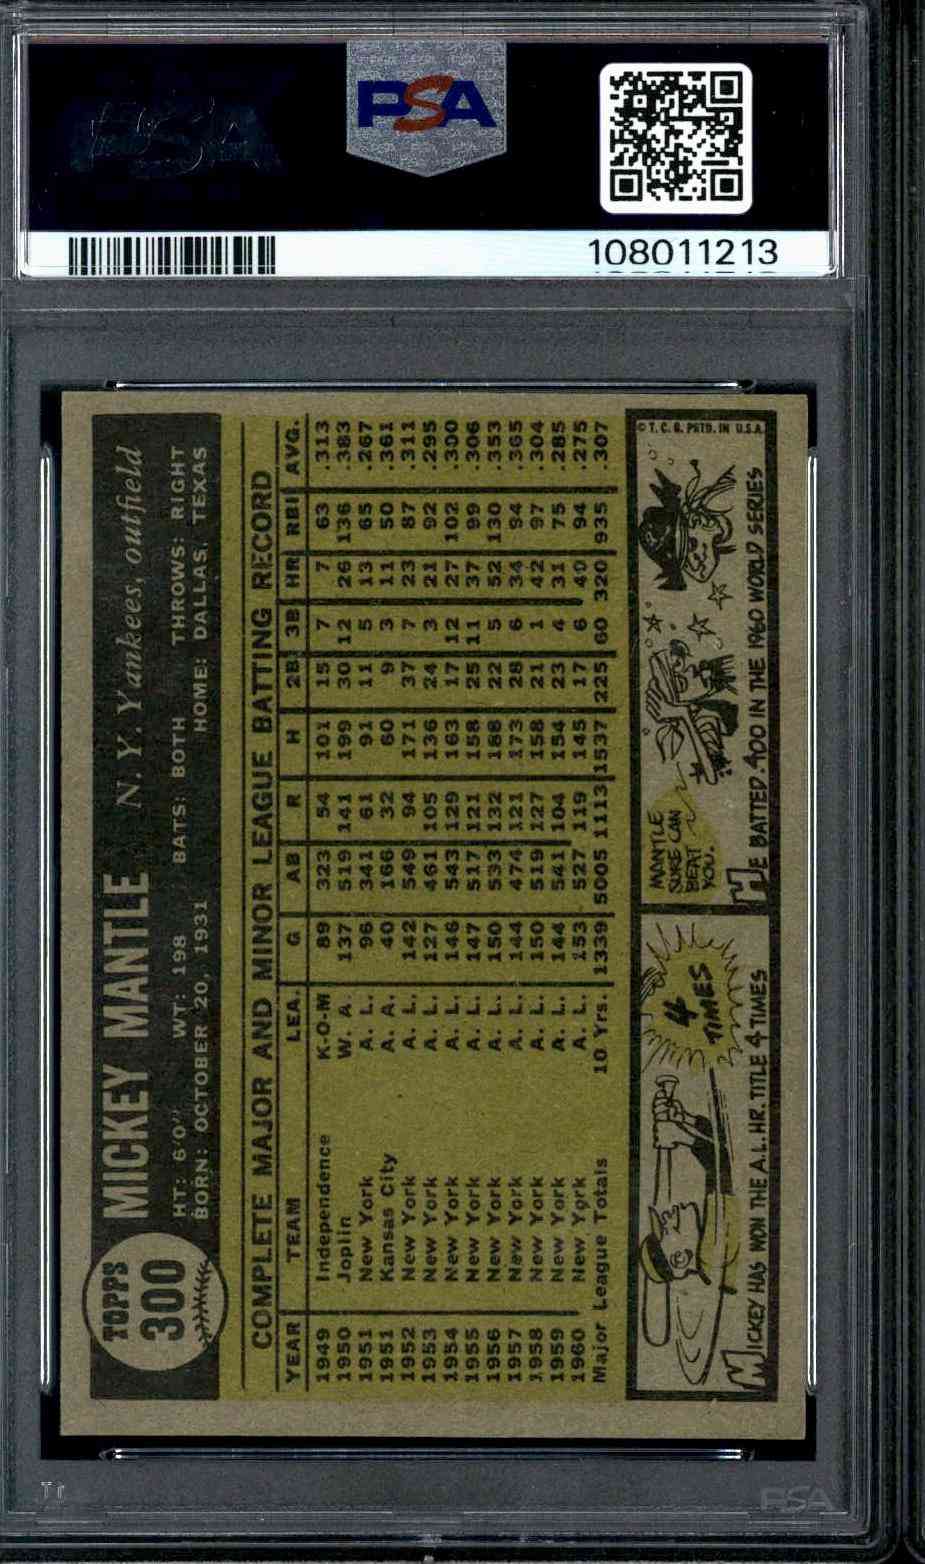 PSA
PSA
108011213
TOPPS
300
MICKEY MANTLE N. Y. Yankees, outfield
HT: 6'0" WT: 198 BATS: BOTH THROWS: RIGHT
BORN: OCTOBER 20, 1931 HOME: DALLAS, TEXAS
COMPLETE MAJOR AND MINOR LEAGUE BATTING RECORD
YEAR TEAM LEA. G AB R H 2B 3B HR RBI AVG.
1949 Independence K-O-M 89 323 54 101 15 7 7 63 .313
1950 Joplin W. A. 137 519 141 199 30 12 26 136 .383
1951 New York A. L. 96 341 61 91 11 5 13 65 .267
1951 Kansas City A. A. 40 166 32 60 9 3 11 50 .361
1952 New York A. L. 142 549 94 171 37 7 23 87 .311
1953 New York A. L. 127 461 105 136 24 3 21 92 .295
1954 New York A. L. 146 543 129 163 17 12 27 102 .300
1955 New York A. L. 147 517 121 158 25 11 37 99 .306
1956 New York A. L. 150 533 132 188 22 5 52 130 .353
1957 New York A. L. 144 474 121 173 28 6 34 94 .365
1958 New York A. L. 150 519 127 158 21 1 42 97 .304
1959 New York A. L. 144 541 104 154 23 4 31 75 .285
1960 New York A. L. 153 527 119 145 17 6 40 94 .275
Major League Totals 10 Yrs. 1339 5005 1113 1537 225 60 320 935 .307
4
TIMES
MICKEY HAS WON THE A.L. HR. TITLE 4 TIMES
MANTLE
SURE CAN
BEAT
YOU.
HE BATTED .400 IN THE 1960 WORLD SERIES
© T. C. G. PRTD. IN U.S.A.
PSA